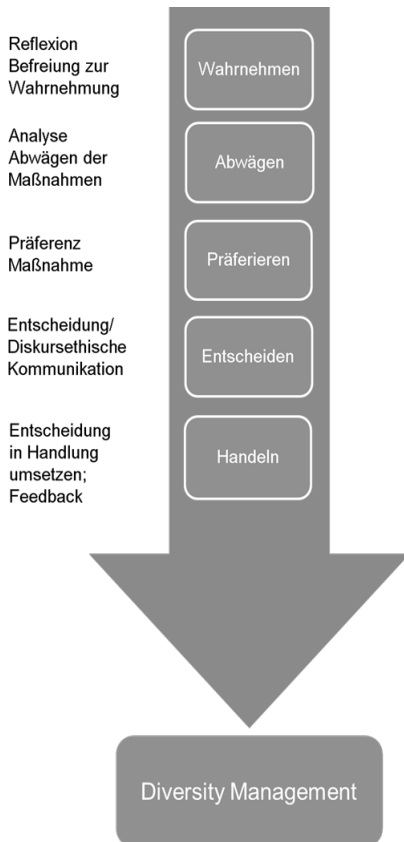 Reflexion
Befreiung zur
Wahrnehmung
Wahrnehmen
Analyse
Abwägen der
Maßnahmen
Abwägen
Präferenz
Maßnahme
Präferieren
Entscheidung/
Diskursethische
Kommunikation
Entscheiden
Entscheidung
in Handlung
umsetzen;
Feedback
Handeln
Diversity Management